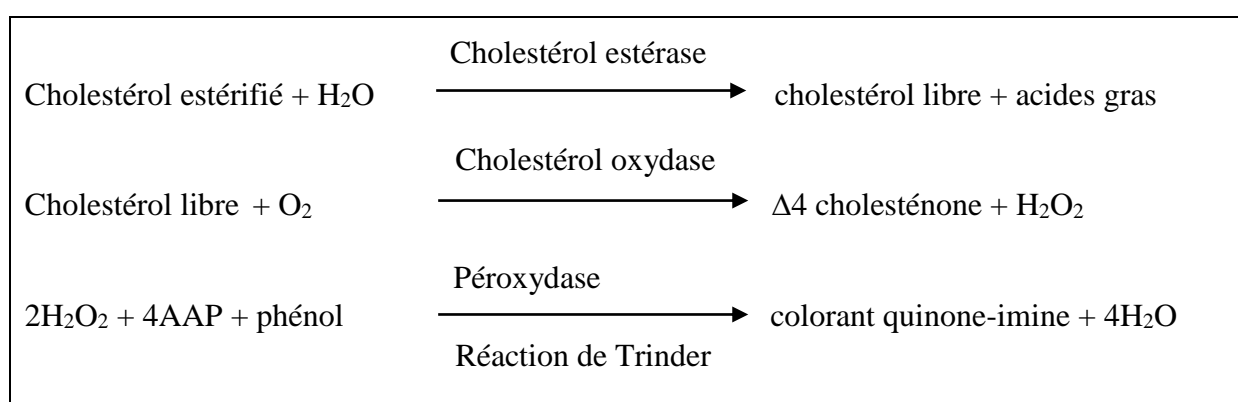 Cholestérol estérase
Cholestérol estérifié + H₂O cholestérol libre + acides gras
Cholestérol oxydase
Cholestérol libre + O₂ Δ4 cholesténone + H₂O₂
Péroxydase
2H₂O₂ + 4AAP + phénol colorant quinone-imine + 4H₂O
Réaction de Trinder